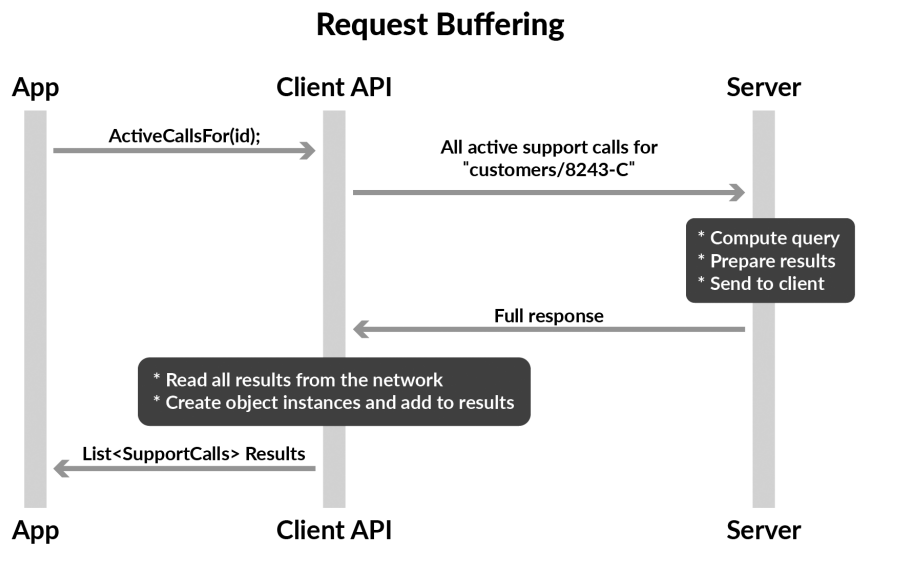 Request Buffering
App
Client API
Server
ActiveCallsFor(id);
All active support calls for
"customers/8243-C"
* Compute query
* Prepare results
* Send to client
Full response
* Read all results from the network
* Create object instances and add to results
List<SupportCalls> Results
App
Client API
Server